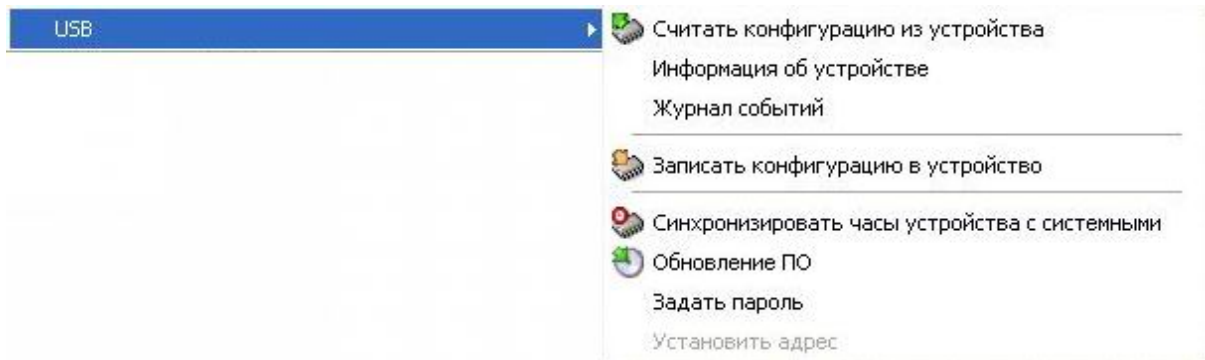 USB
Считать конфигурацию из устройства
Информация об устройстве
Журнал событий
Записать конфигурацию в устройство
Синхронизировать часы устройства с системными
Обновление ПО
Задать пароль
Установить адрес